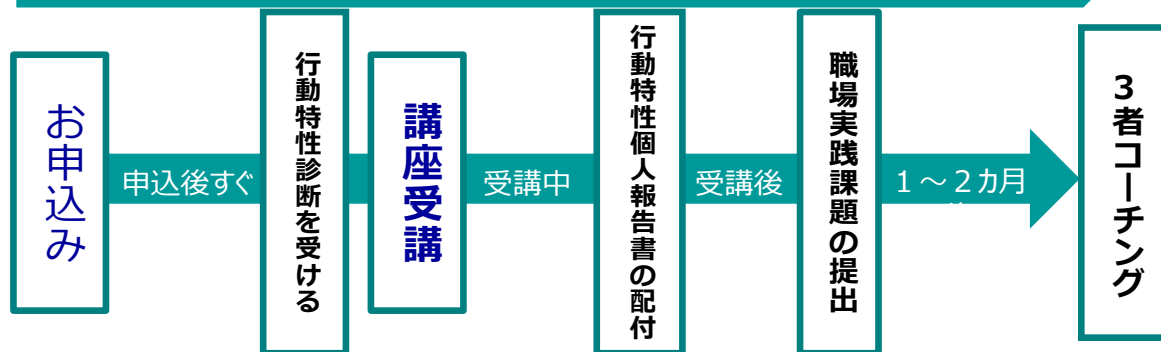 お申込み
申込後すぐ
行動特性診断を受ける
講座受講
受講中
行動特性個人報告書の配付
受講後
職場実践課題の提出
１～２カ月
３者コーチング